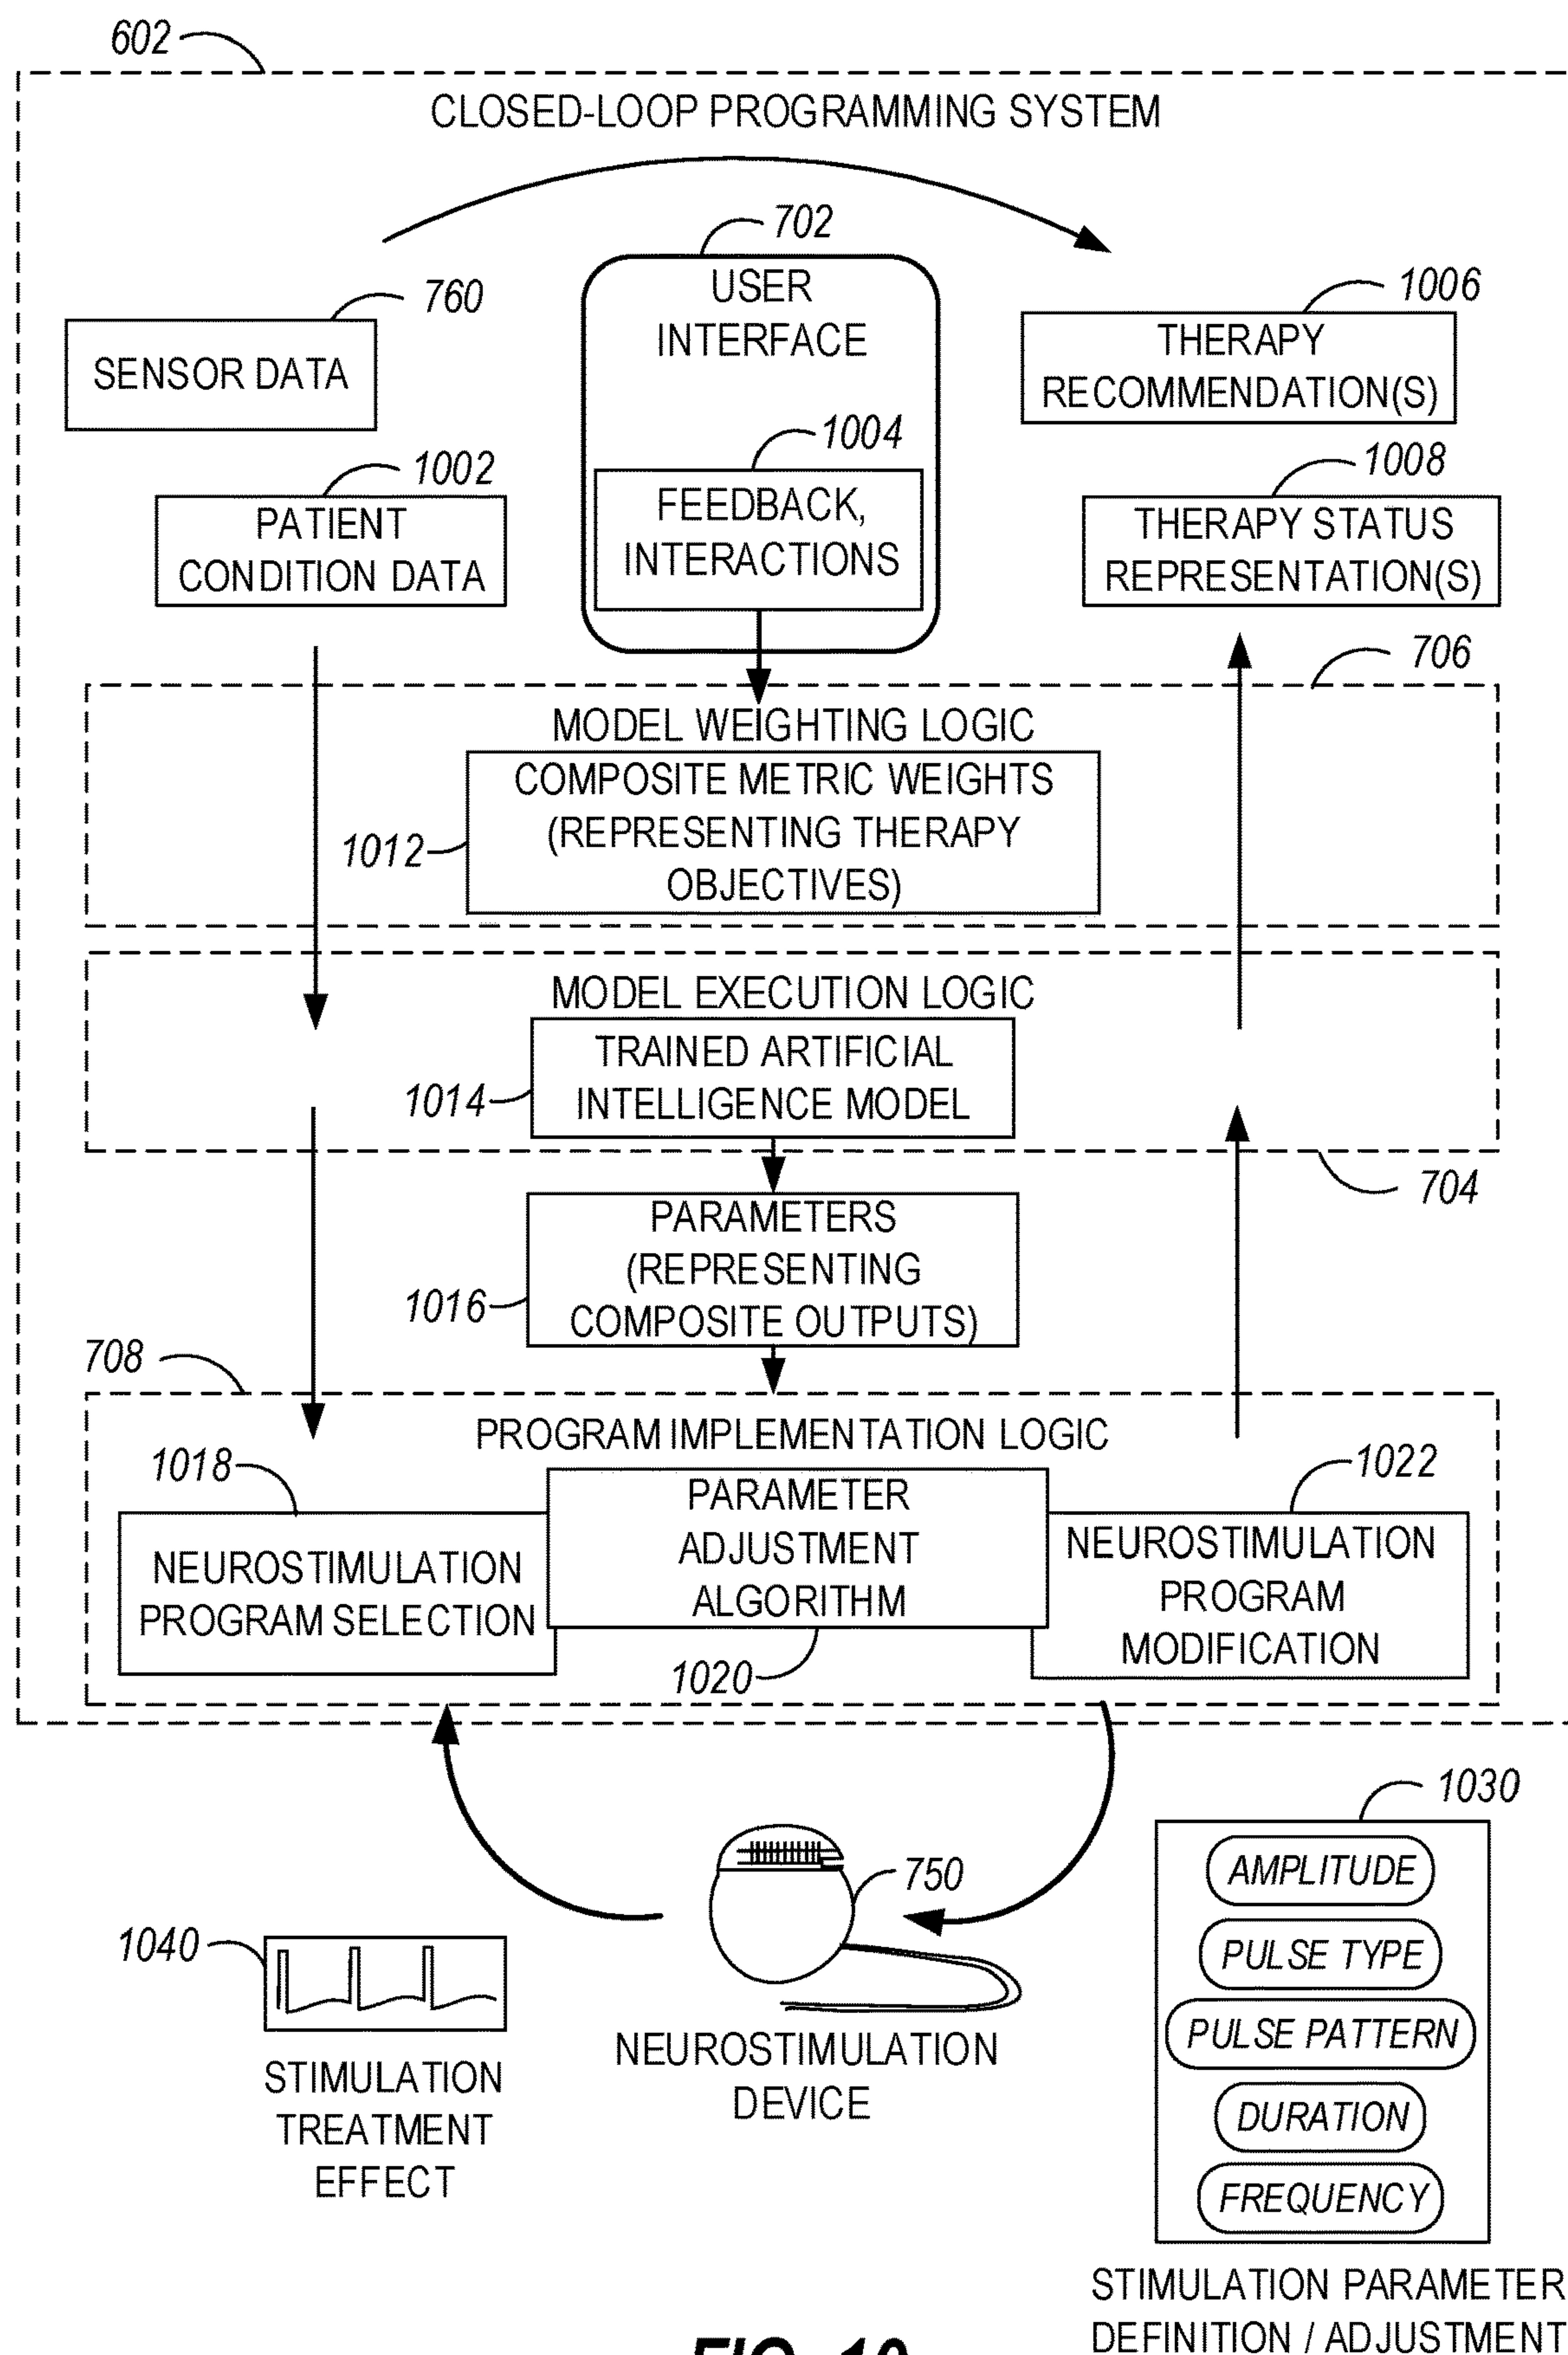 602
CLOSED-LOOP PROGRAMMING SYSTEM
702
USER
INTERFACE
760
SENSOR DATA
1006
THERAPY
RECOMMENDATION(S)
1002
PATIENT
CONDITION DATA
1004
FEEDBACK,
INTERACTIONS
1008
THERAPY STATUS
REPRESENTATION(S)
706
MODEL WEIGHTING LOGIC
COMPOSITE METRIC WEIGHTS
(REPRESENTING THERAPY
OBJECTIVES)
1012
MODEL EXECUTION LOGIC
TRAINED ARTIFICIAL
INTELLIGENCE MODEL
1014
704
PARAMETERS
(REPRESENTING
COMPOSITE OUTPUTS)
1016
708
PROGRAM IMPLEMENTATION LOGIC
1018
NEUROSTIMULATION
PROGRAM SELECTION
PARAMETER
ADJUSTMENT
ALGORITHM
1020
1022
NEUROSTIMULATION
PROGRAM
MODIFICATION
1040
STIMULATION
TREATMENT
EFFECT
750
NEUROSTIMULATION
DEVICE
1030
AMPLITUDE
PULSE TYPE
PULSE PATTERN
DURATION
FREQUENCY
STIMULATION PARAMETER
DEFINITION / ADJUSTMENT
FIG. 10